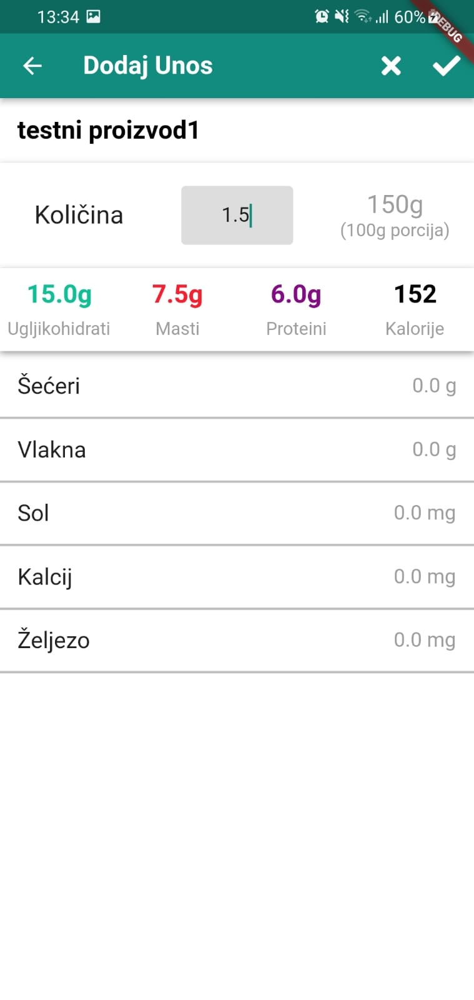 13:34 60%
DEBUG
Dodaj Unos
testni proizvod1
Količina 1.5 150g
(100g porcija)
15.0g 7.5g 6.0g 152
Ugljikohidrati Masti Proteini Kalorije
Šećeri 0.0 g
Vlakna 0.0 g
Sol 0.0 mg
Kalcij 0.0 mg
Željezo 0.0 mg